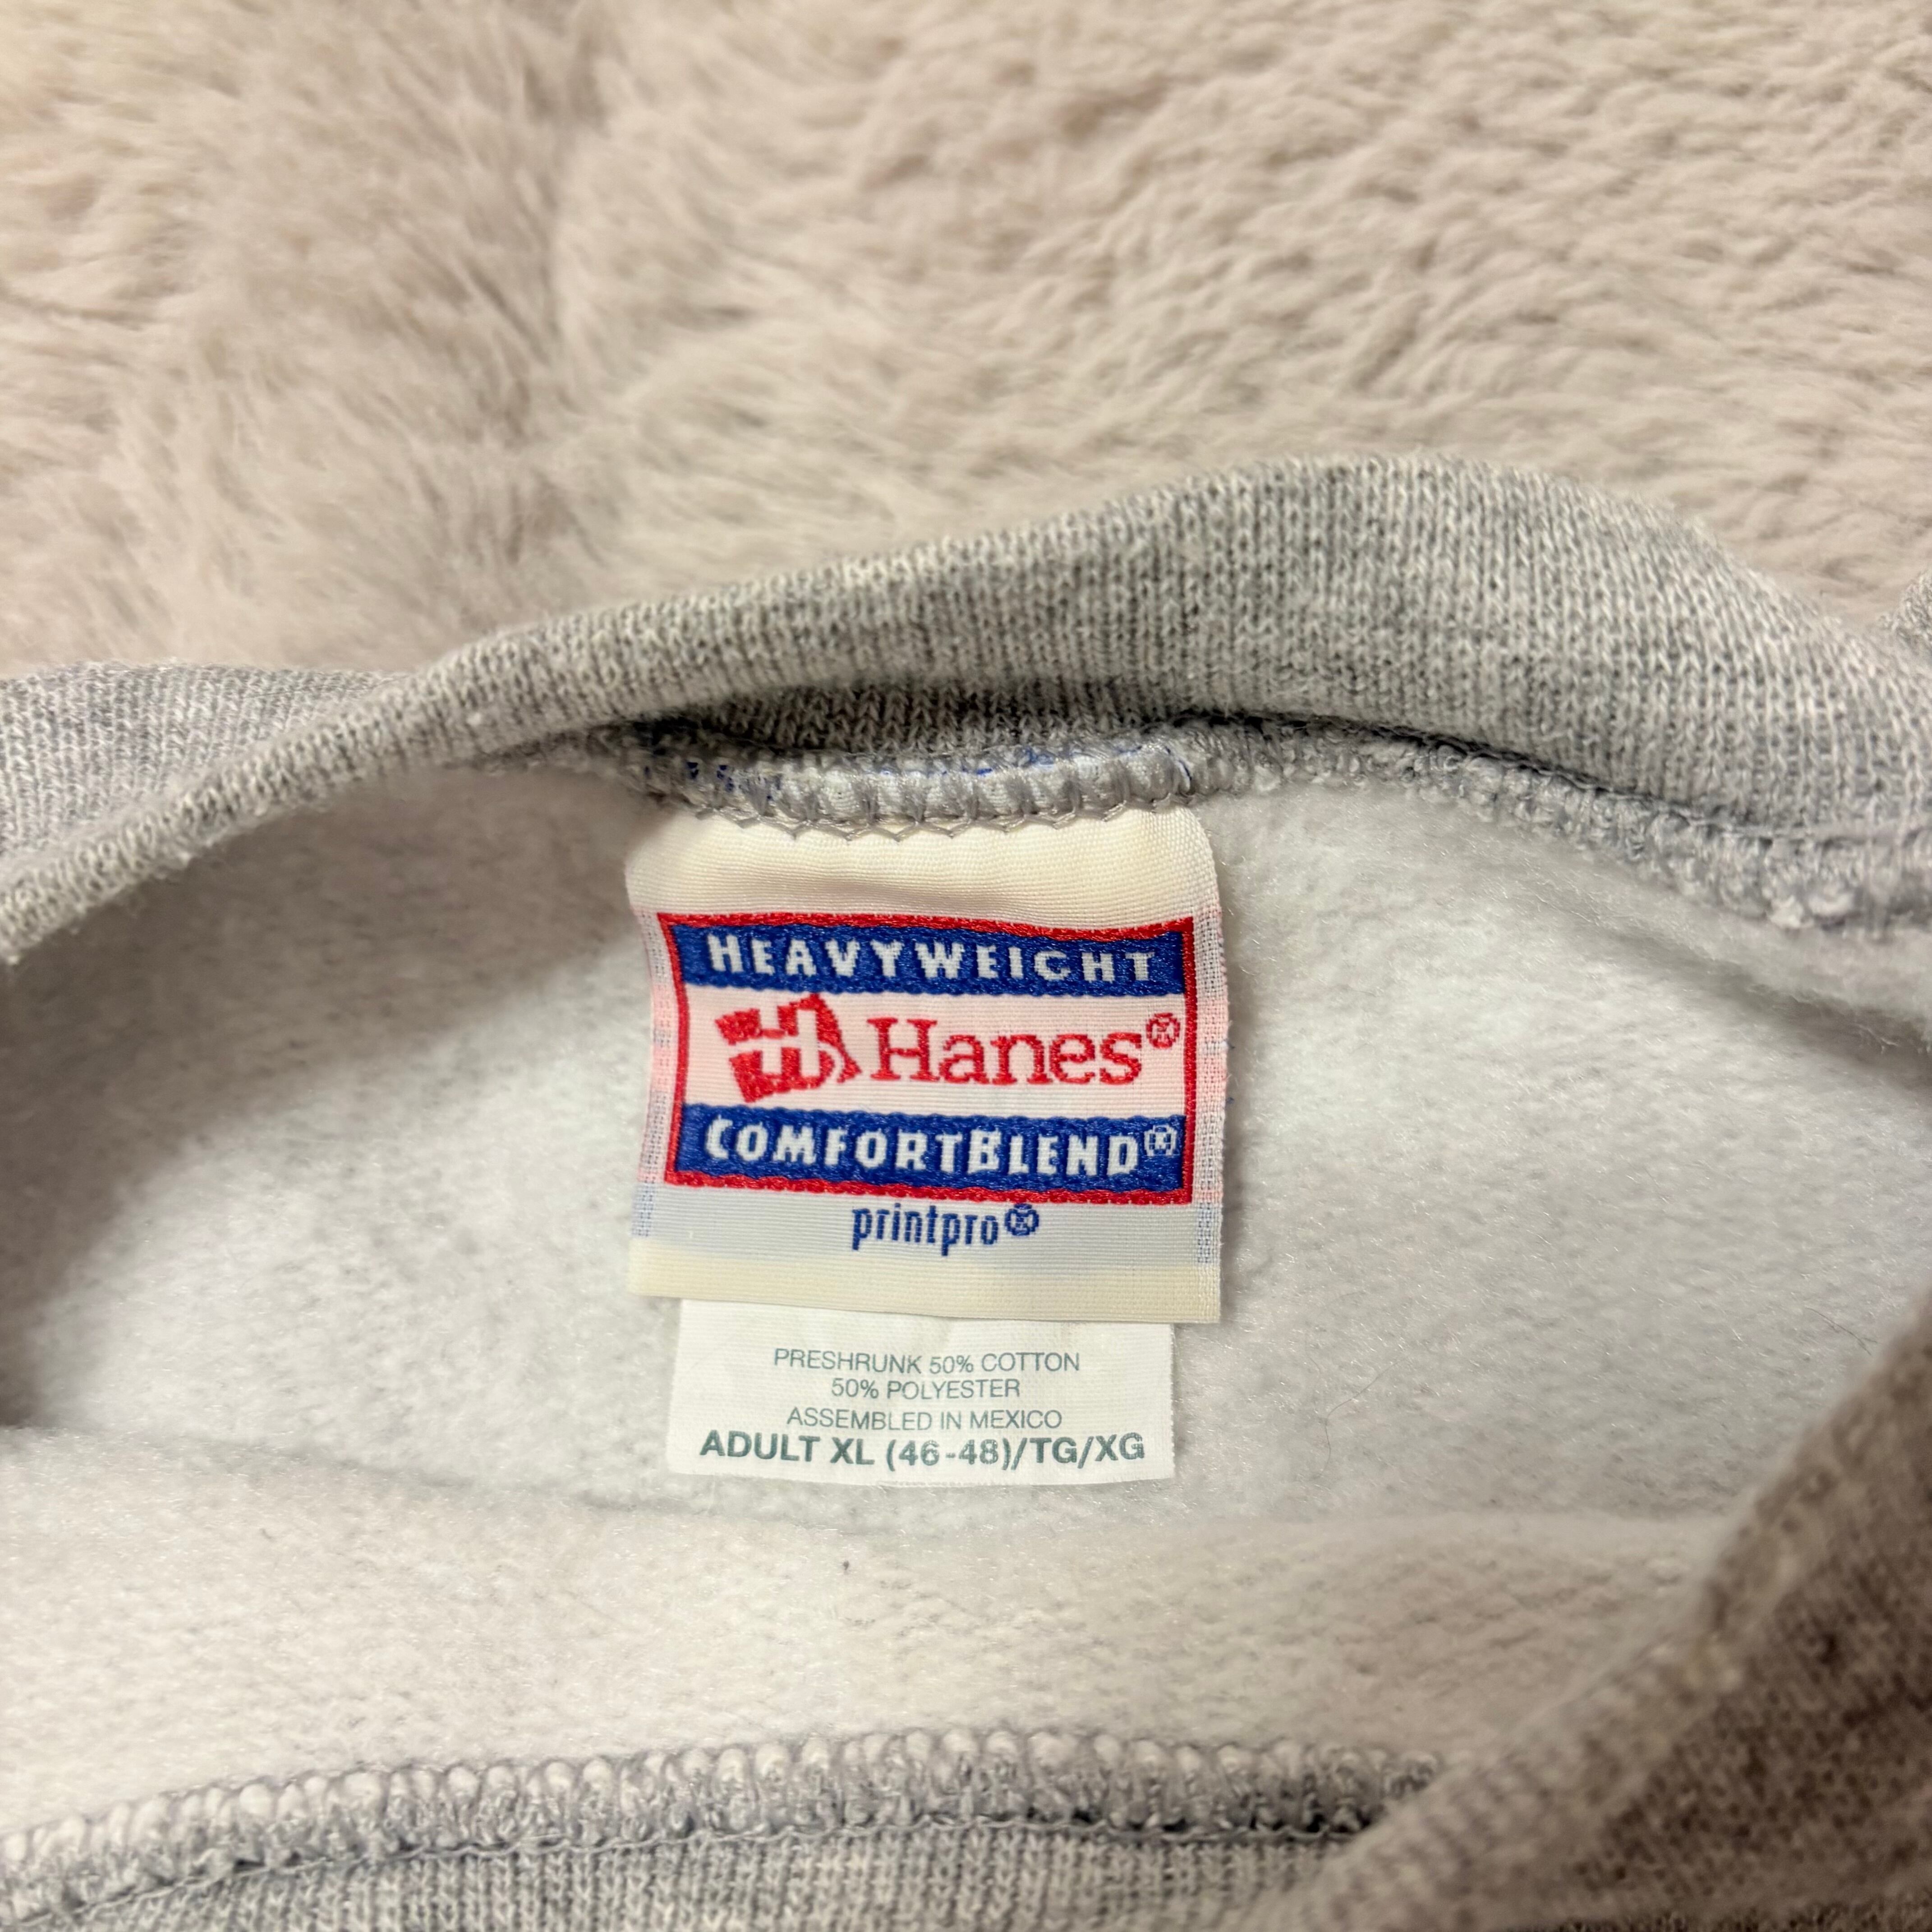 HEAVYWEIGHT
Hanes®
COMFORTBLEND®
printpro®
PRESHRUNK 50% COTTON
50% POLYESTER
ASSEMBLED IN MEXICO
ADULT XL (46-48)/TG/XG